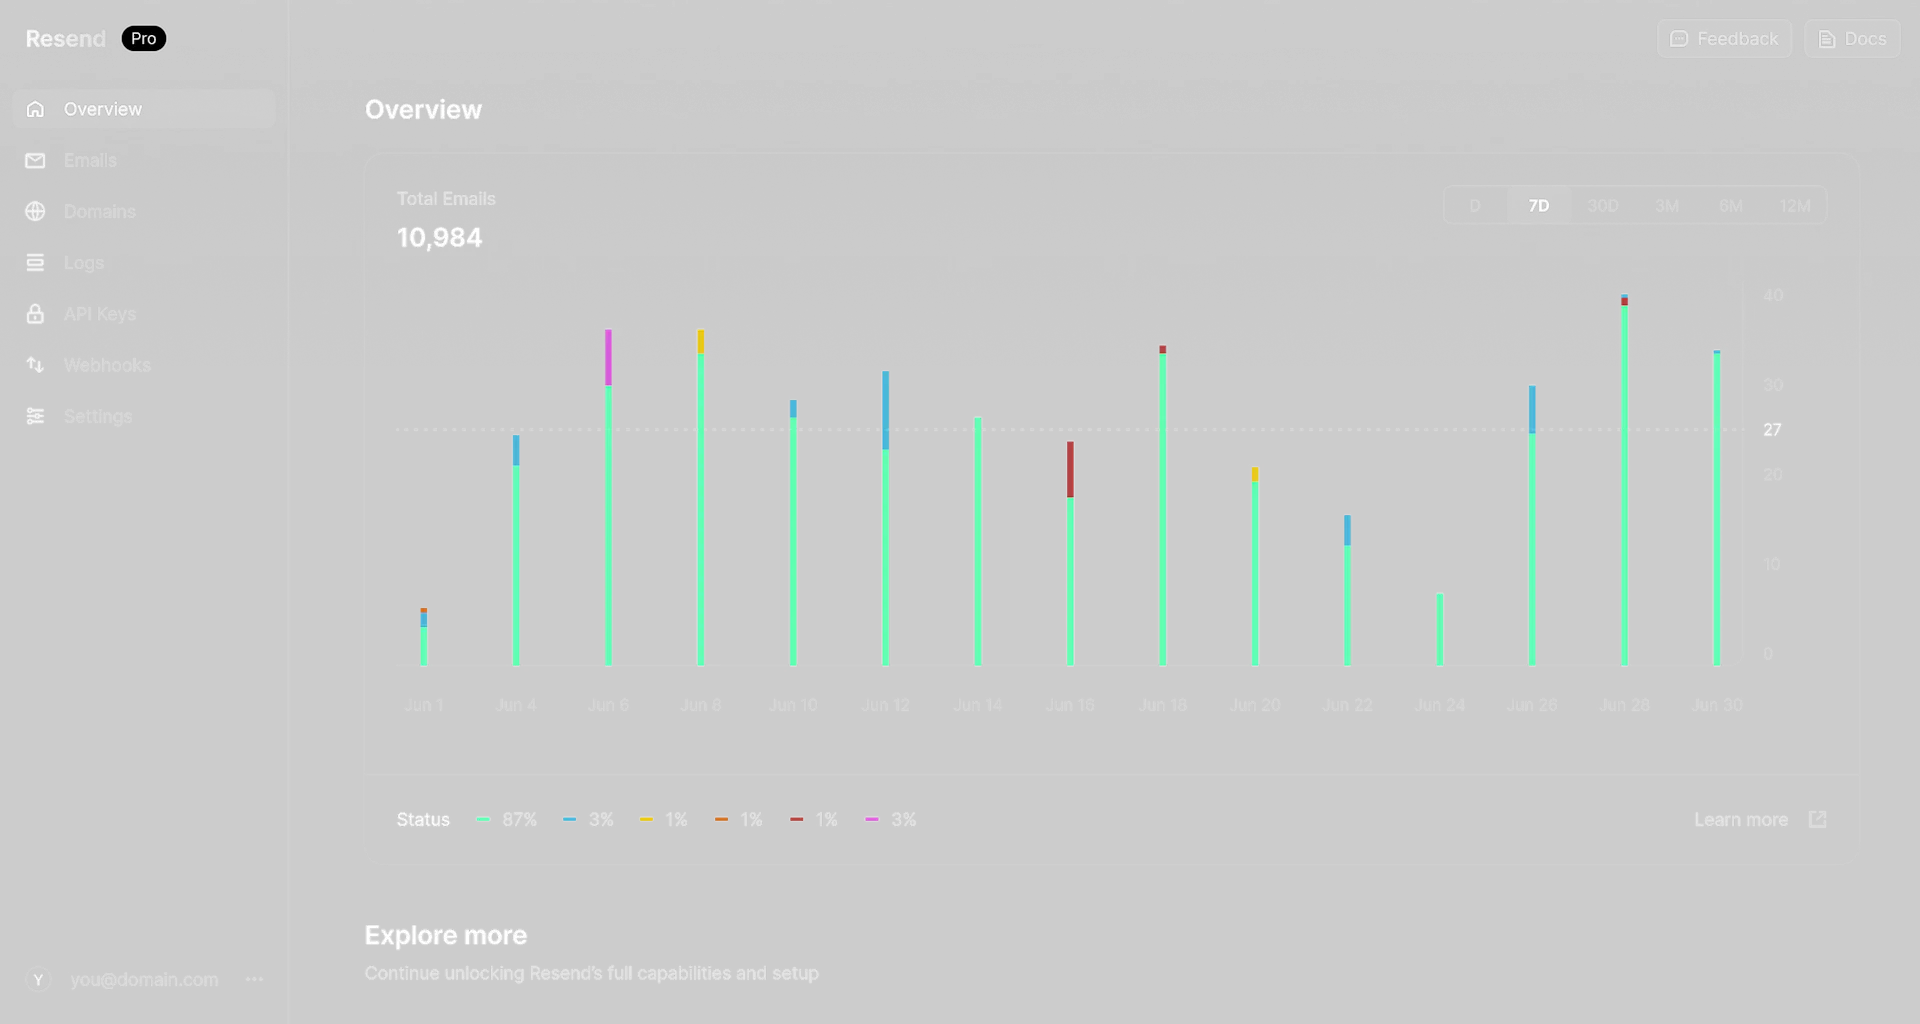 Resend Pro
Feedback
Docs
Overview
Emails
Domains
Logs
API Keys
Webhooks
Settings
you@domain.com
Y
Overview
Total Emails
10,984
D 7D 30D 3M 6M 12M
40
30
27
20
10
0
Jun 1 Jun 4 Jun 6 Jun 8 Jun 10 Jun 12 Jun 14 Jun 16 Jun 18 Jun 20 Jun 22 Jun 24 Jun 26 Jun 28 Jun 30
Status 87% 3% 1% 1% 1% 3%
Learn more
Explore more
Continue unlocking Resend's full capabilities and setup